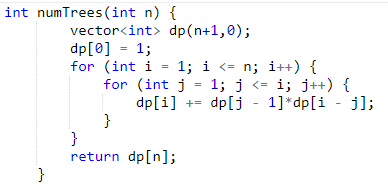 int numTrees(int n) {
        vector<int> dp(n+1,0);
        dp[0] = 1;
        for (int i = 1; i <= n; i++) {
            for (int j = 1; j <= i; j++) {
                dp[i] += dp[j - 1]*dp[i - j];
            }
        }
        return dp[n];
    }